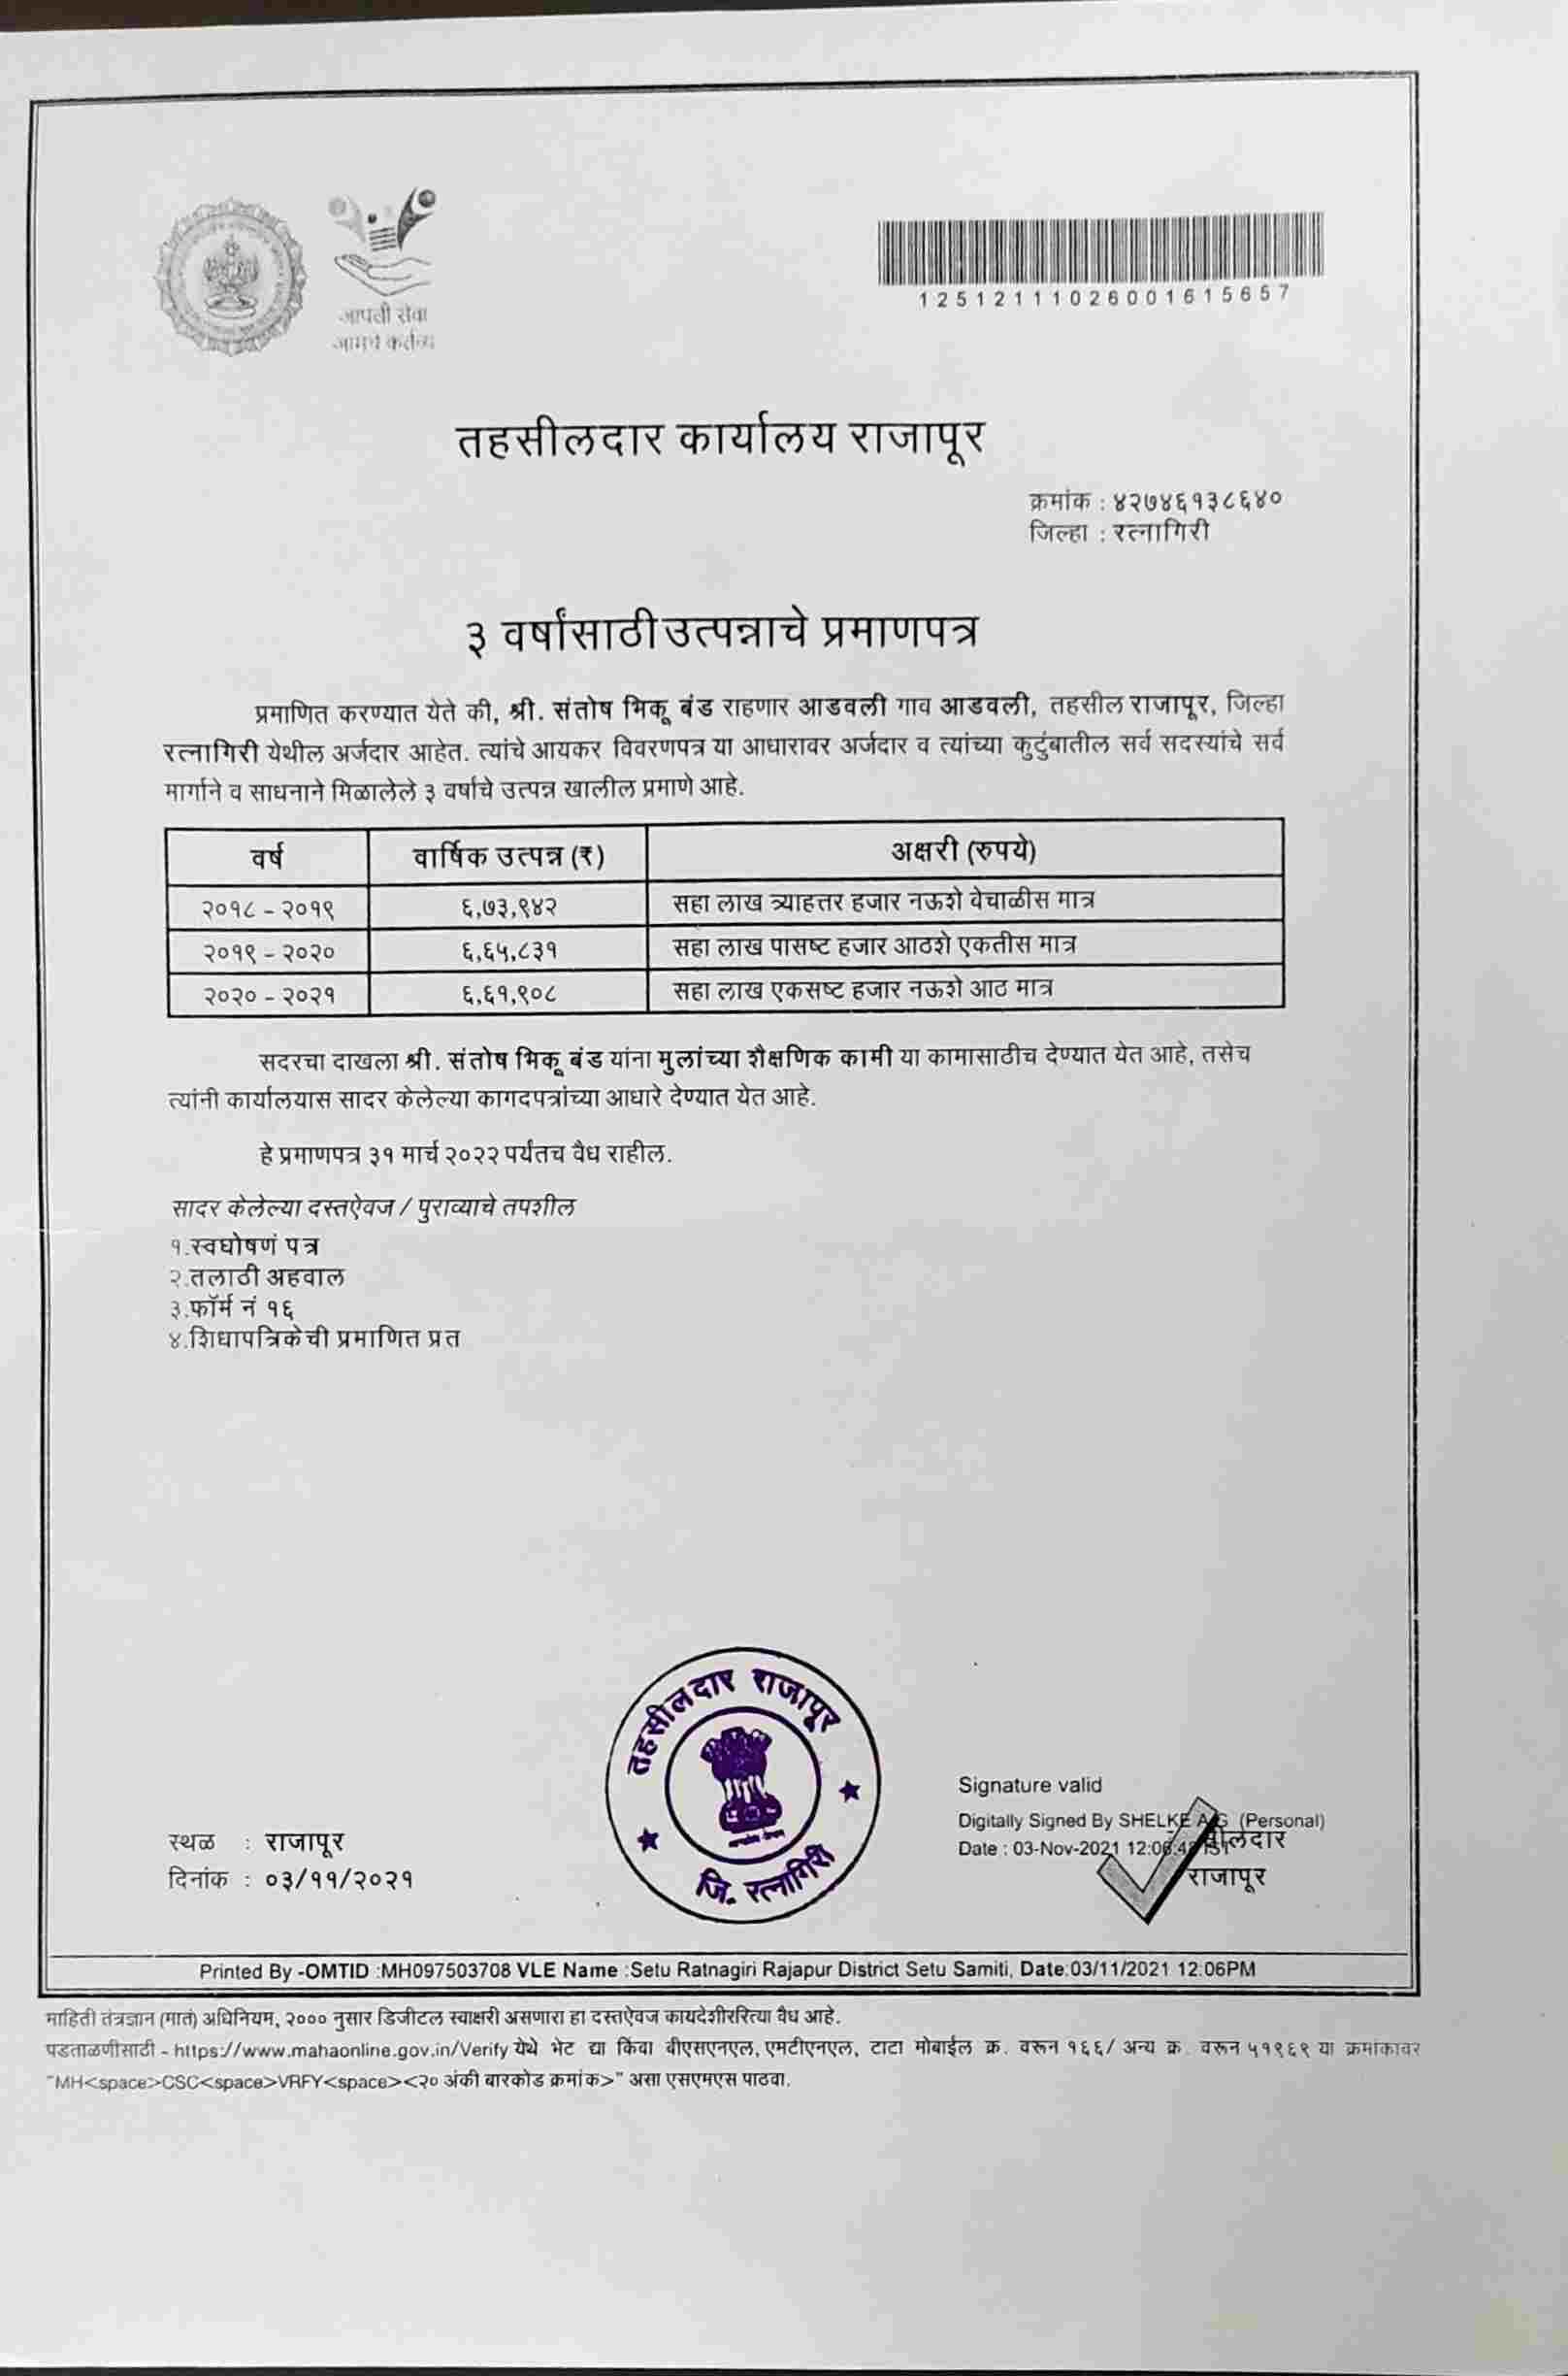 आपली सेवा
आमचे कर्तव्य
12512111026001615657
तहसीलदार कार्यालय राजापूर
क्रमांक : ४२७४६१३८६४०
जिल्हा : रत्नागिरी
३ वर्षांसाठी उत्पन्नाचे प्रमाणपत्र
प्रमाणित करण्यात येते की, श्री. संतोष भिकू बंड राहणार आडवली गाव आडवली, तहसील राजापूर, जिल्हा
रत्नागिरी येथील अर्जदार आहेत. त्यांचे आयकर विवरणपत्र या आधारावर अर्जदार व त्यांच्या कुटुंबातील सर्व सदस्यांचे सर्व
मार्गाने व साधनाने मिळालेले ३ वर्षाचे उत्पन्न खालील प्रमाणे आहे.
वर्ष वार्षिक उत्पन्न (₹) अक्षरी (रुपये)
२०१८ - २०१९ ६,७३,९४२ सहा लाख त्र्याहत्तर हजार नऊशे बेचाळीस मात्र
२०१९ - २०२० ६,६५,८३१ सहा लाख पासष्ट हजार आठशे एकतीस मात्र
२०२० - २०२१ ६,६१,९०८ सहा लाख एकसष्ट हजार नऊशे आठ मात्र
सदरचा दाखला श्री. संतोष भिकू बंड यांना मुलांच्या शैक्षणिक कामी या कामासाठीच देण्यात येत आहे, तसेच
त्यांनी कार्यालयास सादर केलेल्या कागदपत्रांच्या आधारे देण्यात येत आहे.
हे प्रमाणपत्र ३१ मार्च २०२२ पर्यंतच वैध राहील.
सादर केलेल्या दस्तऐवज / पुराव्याचे तपशील
१.स्वघोषणं पत्र
२.तलाठी अहवाल
३.फॉर्म नं १६
४.शिधापत्रिकेची प्रमाणित प्रत
तहसीलदार राजापूर
जि. रत्नागिरी
Signature valid
Digitally Signed By SHELKE A G (Personal)
Date : 03-Nov-2021 12:06:4
राजापूर
स्थळ : राजापूर
दिनांक : ०३/११/२०२१
Printed By -OMTID :MH097503708 VLE Name :Setu Ratnagiri Rajapur District Setu Samiti, Date:03/11/2021 12:06PM
माहिती तंत्रज्ञान (मातं) अधिनियम, २००० नुसार डिजीटल स्वाक्षरी असणारा हा दस्तऐवज कायदेशीररित्या वैध आहे.
पडताळणीसाठी - https://www.mahaonline.gov.in/Verify येथे भेट द्या किंवा बीएसएनएल, एमटीएनएल, टाटा मोबाईल क्र. वरून १६६/ अन्य क्र. वरून ५१९६९ या क्रमांकावर
"MH<space>CSC<space>VRFY<space><२० अंकी बारकोड क्रमांक>" असा एसएमएस पाठवा.